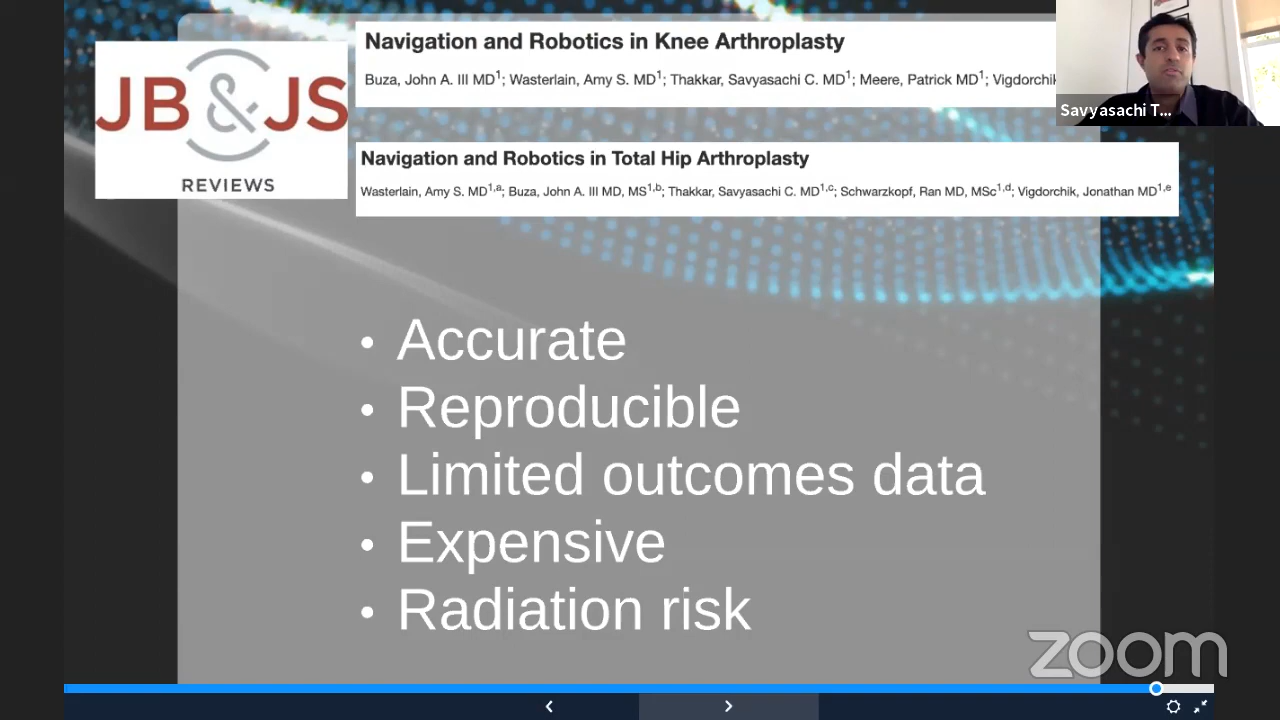 JB&JS
REVIEWS
Navigation and Robotics in Knee Arthroplasty
Buza, John A. III MD1; Wasterlain, Amy S. MD1; Thakkar, Savyasachi C. MD1; Meere, Patrick MD1; Vigdorchik
Savyasachi T...
Navigation and Robotics in Total Hip Arthroplasty
Wasterlain, Amy S. MD1,a; Buza, John A. III MD, MS1,b; Thakkar, Savyasachi C. MD1,c; Schwarzkopf, Ran MD, MSc1,d; Vigdorchik, Jonathan MD1,e
• Accurate
• Reproducible
• Limited outcomes data
• Expensive
• Radiation risk
zoom